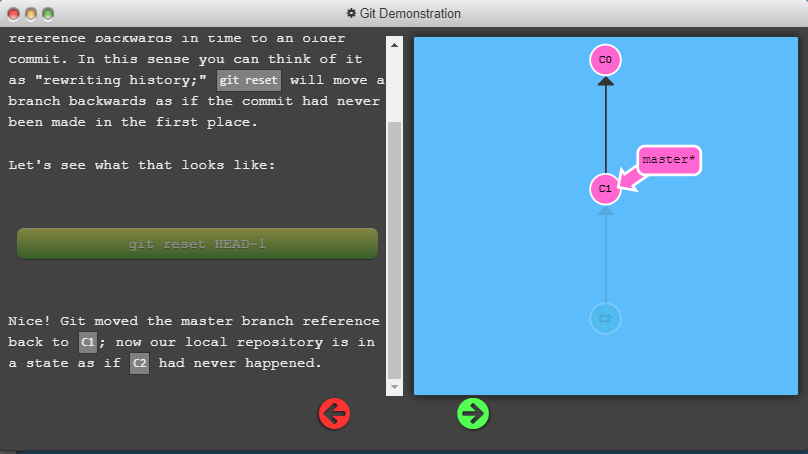 Git Demonstration
reference backwards in time to an older
commit. In this sense you can think of it
as "rewriting history;" git reset will move a
branch backwards as if the commit had never
been made in the first place.
Let's see what that looks like:
git reset HEAD~1
Nice! Git moved the master branch reference
back to C1; now our local repository is in
a state as if C2 had never happened.
C0
master*
C1
C2